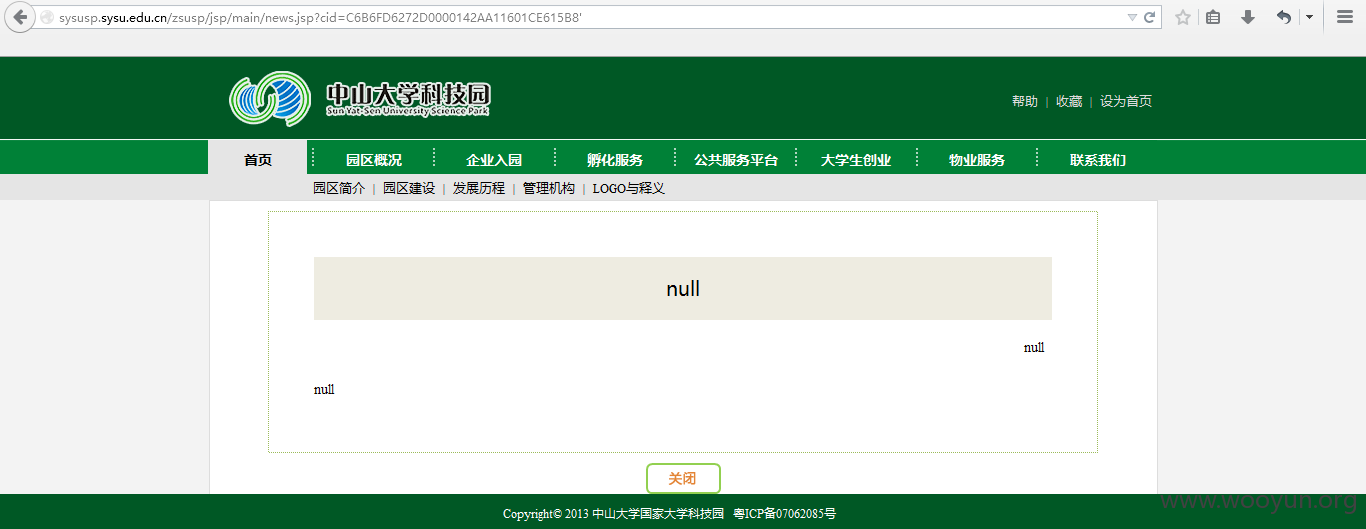 sysusp.sysu.edu.cn/zsusp/jsp/main/news.jsp?cid=C6B6FD6272D0000142AA11601CE615B8'
中山大学科技园
Sun Yat-Sen University Science Park
帮助 | 收藏 | 设为首页
首页 园区概况 企业入园 孵化服务 公共服务平台 大学生创业 物业服务 联系我们
园区简介 | 园区建设 | 发展历程 | 管理机构 | LOGO与释义
null
null
null
关闭
Copyright© 2013 中山大学国家大学科技园 粤ICP备07062085号
www.wooyun.org